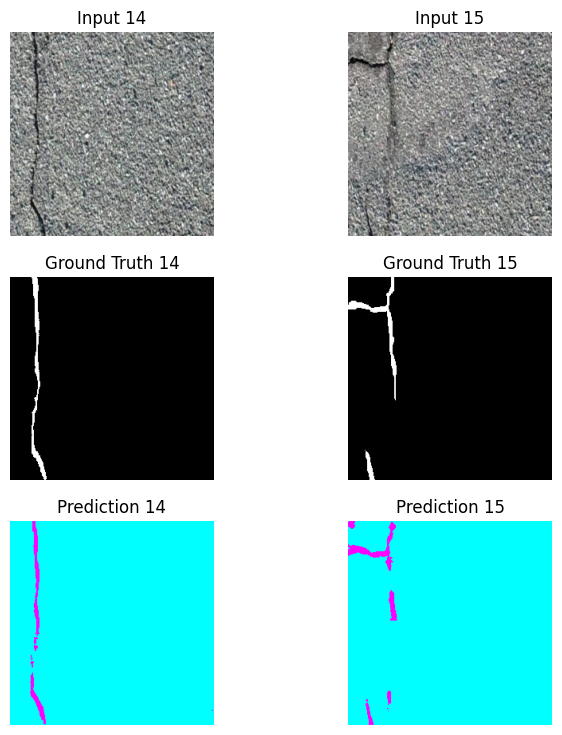 Input 14
Input 15
Ground Truth 14
Ground Truth 15
Prediction 14
Prediction 15